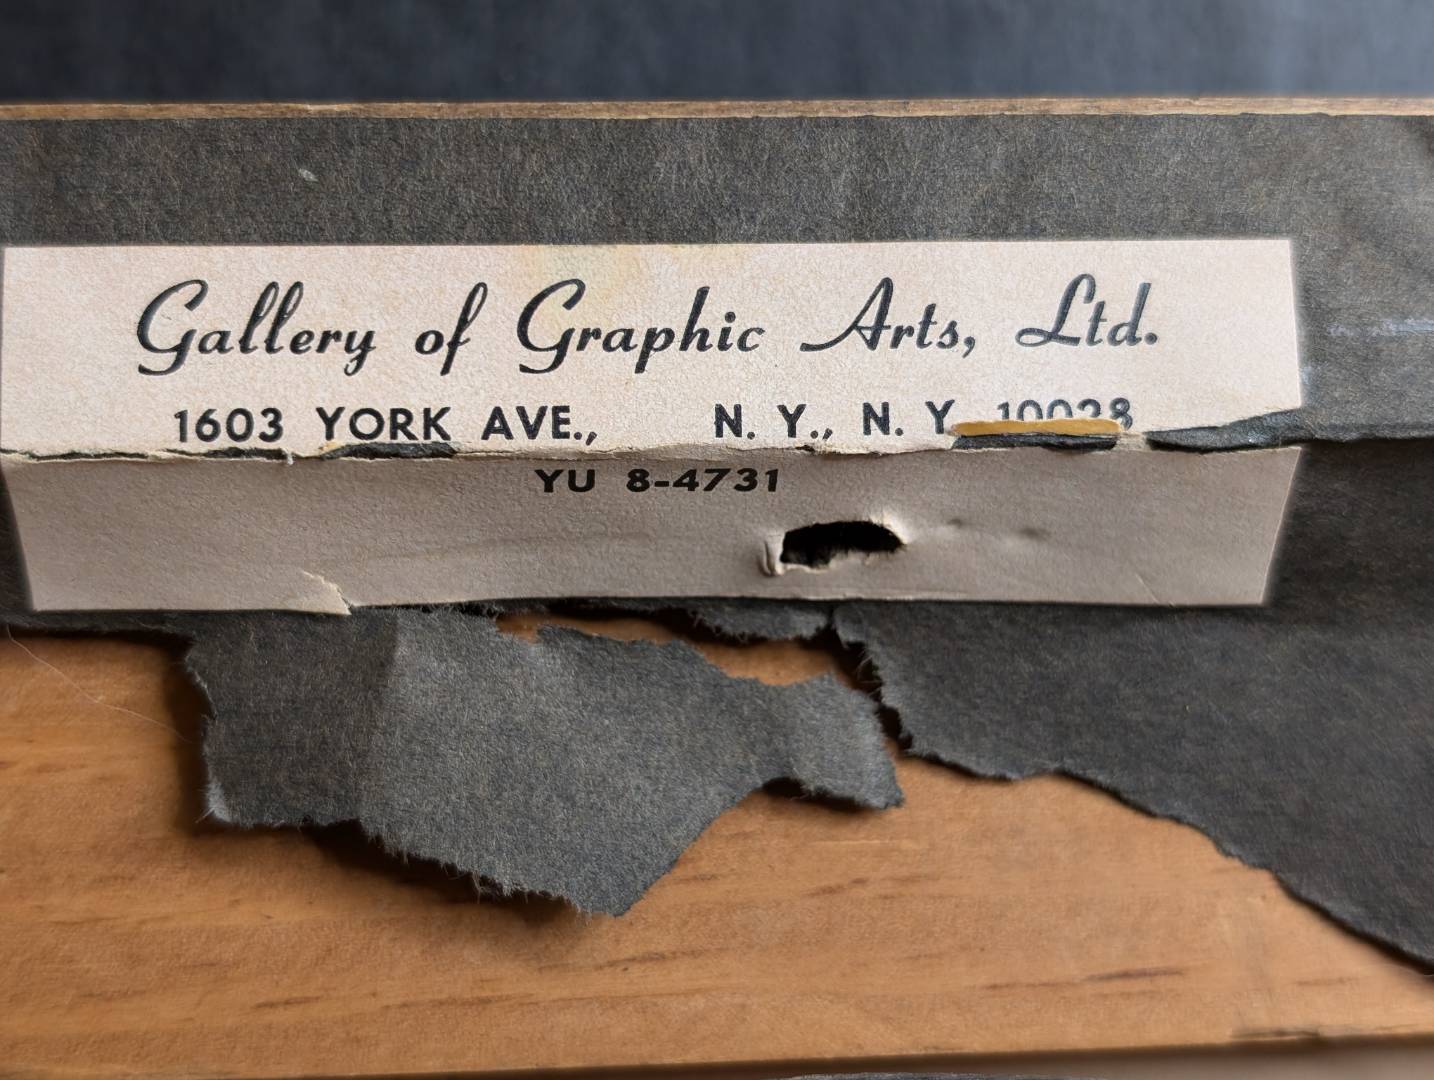 Gallery of Graphic Arts, Ltd.
1603 YORK AVE., N. Y., N. Y. 10028
YU 8-4731